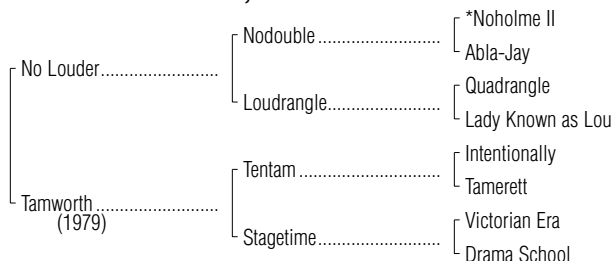 *Noholme II
Nodouble
Abla-Jay
No Louder
Quadrangle
Loudrangle
Lady Known as Lou
Intentionally
Tentam
Tamerett
Tamworth
(1979)
Victorian Era
Stagetime
Drama School